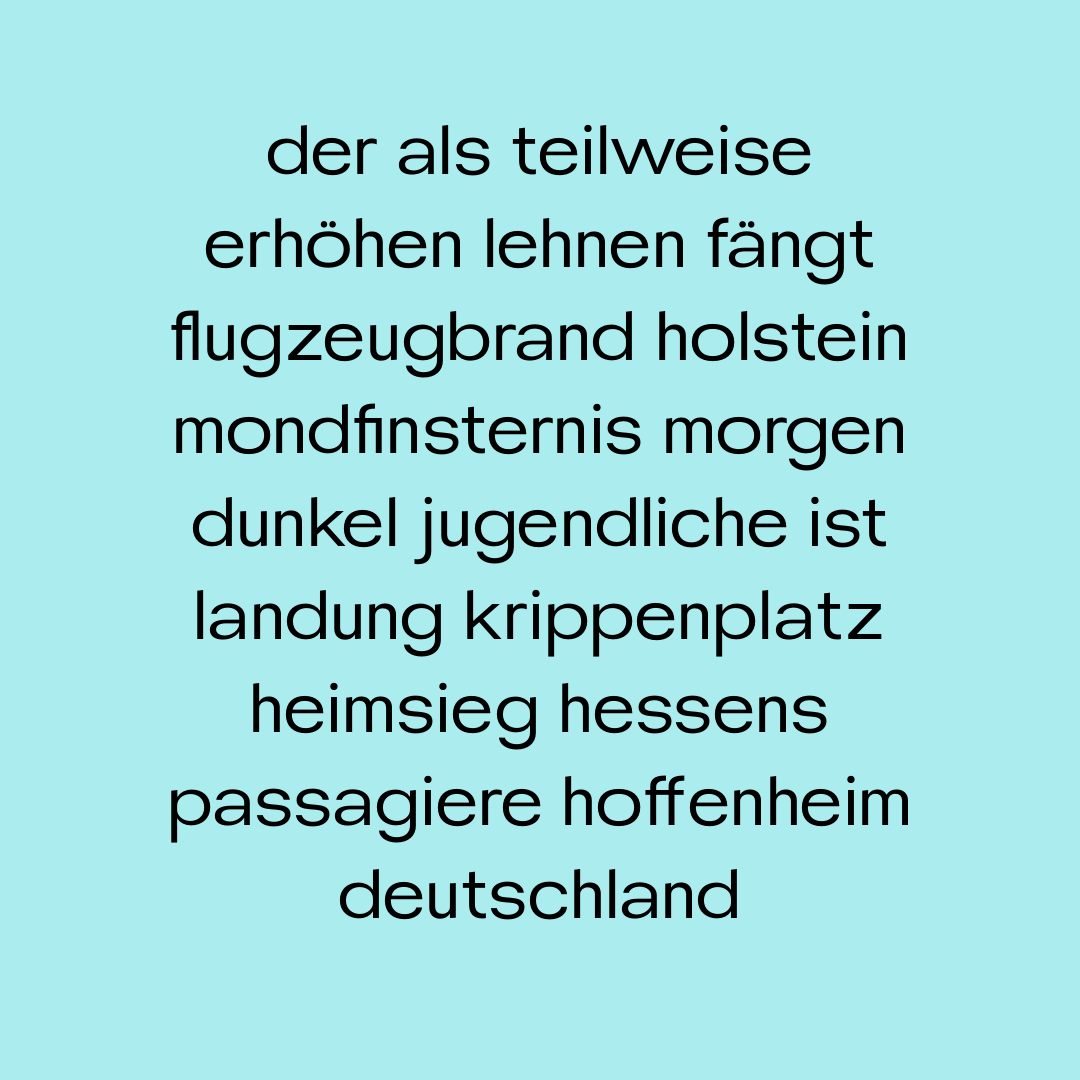 der als teilweise
erhöhen lehnen fängt
flugzeugbrand holstein
mondfinsternis morgen
dunkel jugendliche ist
landung krippenplatz
heimsieg hessens
passagiere hoffenheim
deutschland